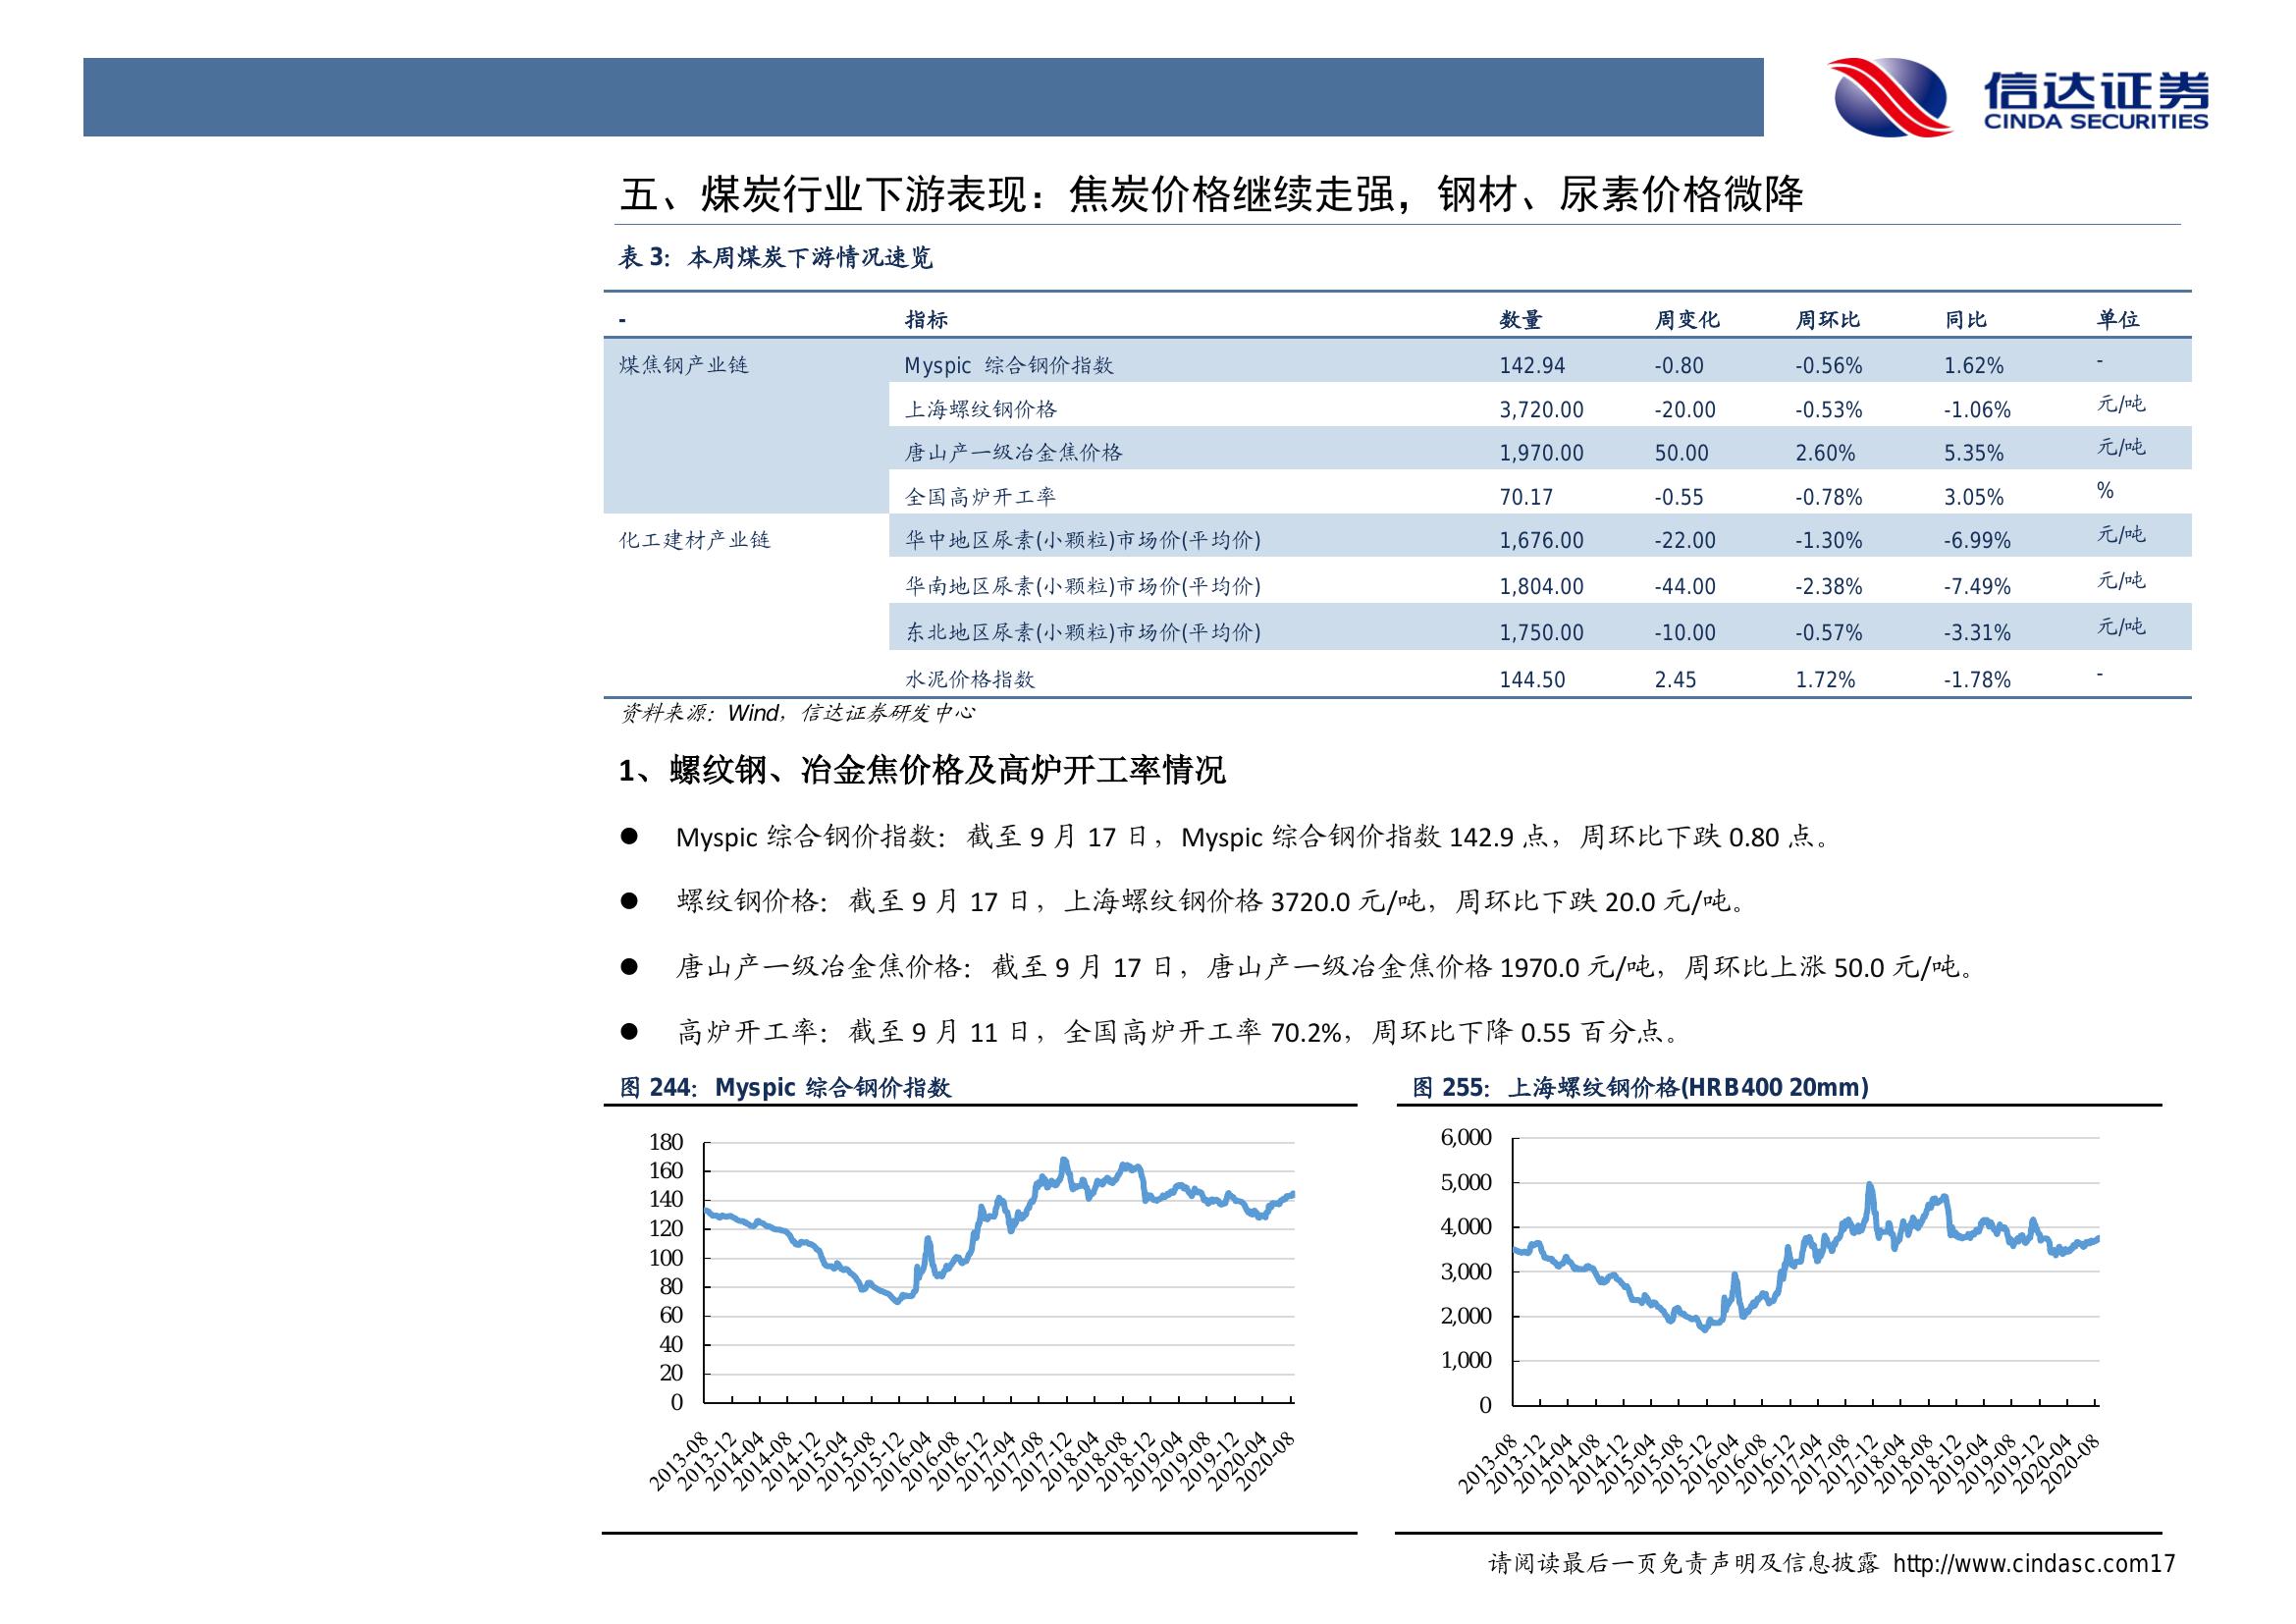 信达证券
CINDA SECURITIES
五、煤炭行业下游表现：焦炭价格继续走强，钢材、尿素价格微降
表 3：本周煤炭下游情况速览
- 指标 数量 周变化 周环比 同比 单位
煤焦钢产业链 Myspic 综合钢价指数 142.94 -0.80 -0.56% 1.62% -
上海螺纹钢价格 3,720.00 -20.00 -0.53% -1.06% 元/吨
唐山产一级冶金焦价格 1,970.00 50.00 2.60% 5.35% 元/吨
全国高炉开工率 70.17 -0.55 -0.78% 3.05% %
化工建材产业链 华中地区尿素(小颗粒)市场价(平均价) 1,676.00 -22.00 -1.30% -6.99% 元/吨
华南地区尿素(小颗粒)市场价(平均价) 1,804.00 -44.00 -2.38% -7.49% 元/吨
东北地区尿素(小颗粒)市场价(平均价) 1,750.00 -10.00 -0.57% -3.31% 元/吨
水泥价格指数 144.50 2.45 1.72% -1.78% -
资料来源：Wind，信达证券研发中心
1、螺纹钢、冶金焦价格及高炉开工率情况
● Myspic 综合钢价指数：截至 9 月 17 日，Myspic 综合钢价指数 142.9 点，周环比下跌 0.80 点。
● 螺纹钢价格：截至 9 月 17 日，上海螺纹钢价格 3720.0 元/吨，周环比下跌 20.0 元/吨。
● 唐山产一级冶金焦价格：截至 9 月 17 日，唐山产一级冶金焦价格 1970.0 元/吨，周环比上涨 50.0 元/吨。
● 高炉开工率：截至 9 月 11 日，全国高炉开工率 70.2%，周环比下降 0.55 百分点。
图 244：Myspic 综合钢价指数
180
160
140
120
100
80
60
40
20
0
2013-08
2013-12
2014-04
2014-08
2014-12
2015-04
2015-08
2015-12
2016-04
2016-08
2016-12
2017-04
2017-08
2017-12
2018-04
2018-08
2018-12
2019-04
2019-08
2019-12
2020-04
2020-08
图 255：上海螺纹钢价格(HRB400 20mm)
6,000
5,000
4,000
3,000
2,000
1,000
0
2013-08
2013-12
2014-04
2014-08
2014-12
2015-04
2015-08
2015-12
2016-04
2016-08
2016-12
2017-04
2017-08
2017-12
2018-04
2018-08
2018-12
2019-04
2019-08
2019-12
2020-04
2020-08
请阅读最后一页免责声明及信息披露 http://www.cindasc.com17